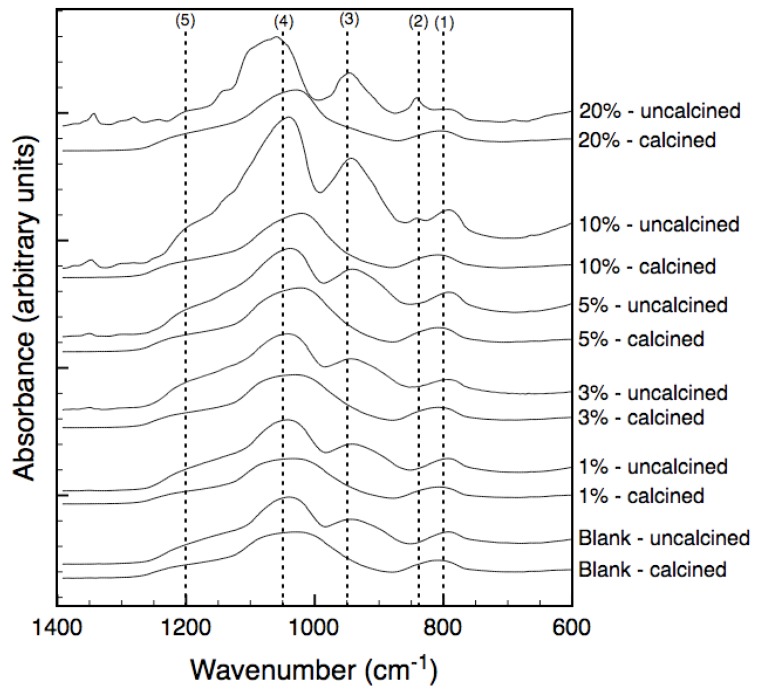 (5) (4) (3) (2) (1)
20% - uncalcined
20% - calcined
10% - uncalcined
10% - calcined
5% - uncalcined
5% - calcined
3% - uncalcined
3% - calcined
1% - uncalcined
1% - calcined
Blank - uncalcined
Blank - calcined
Absorbance (arbitrary units)
1400 1200 1000 800 600
Wavenumber (cm-1)